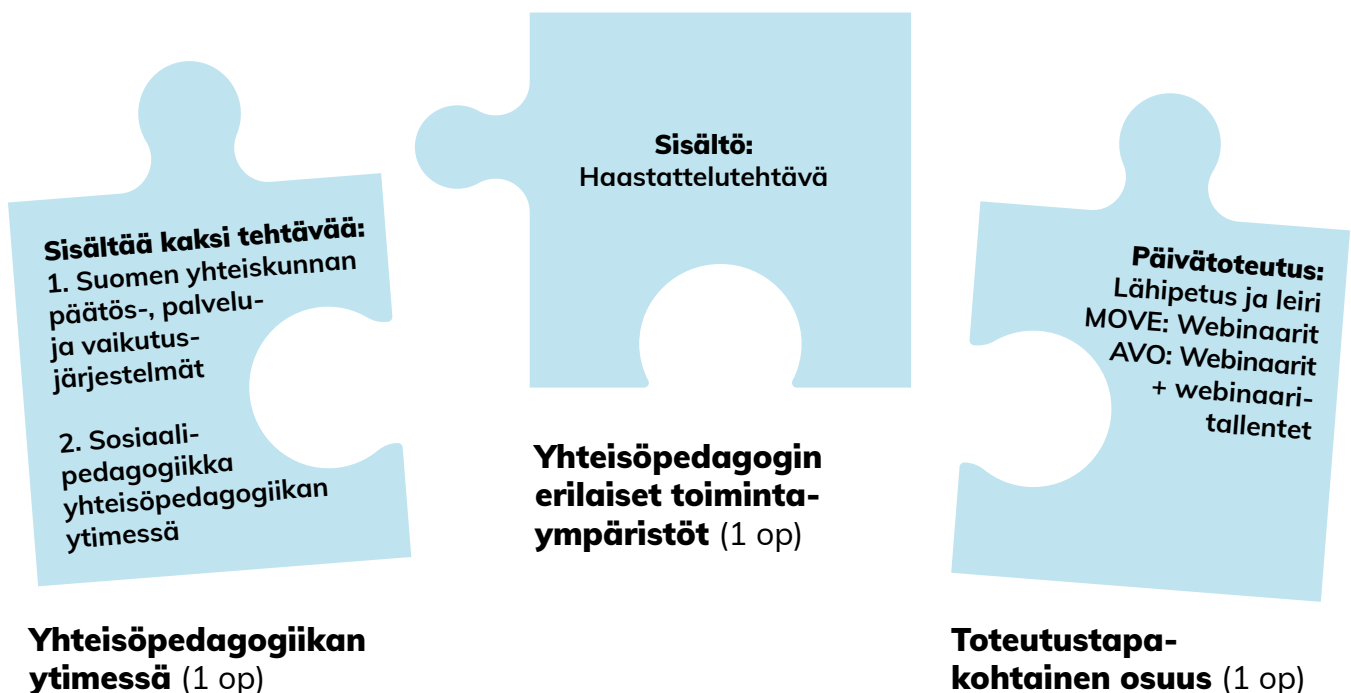 Sisältää kaksi tehtävää:
1. Suomen yhteiskunnan
päätös-, palvelu-
ja vaikutus-
järjestelmät
2. Sosiaali-
pedagogiikka
yhteisöpedagogiikan
ytimessä
Yhteisöpedagogiikan
ytimessä (1 op)
Sisältö:
Haastattelutehtävä
Yhteisöpedagogin
erilaiset toiminta-
ympäristöt (1 op)
Päivätoteutus:
Lähipetus ja leiri
MOVE: Webinaarit
AVO: Webinaarit
+ webinaari-
tallentet
Toteutustapa-
kohtainen osuus (1 op)